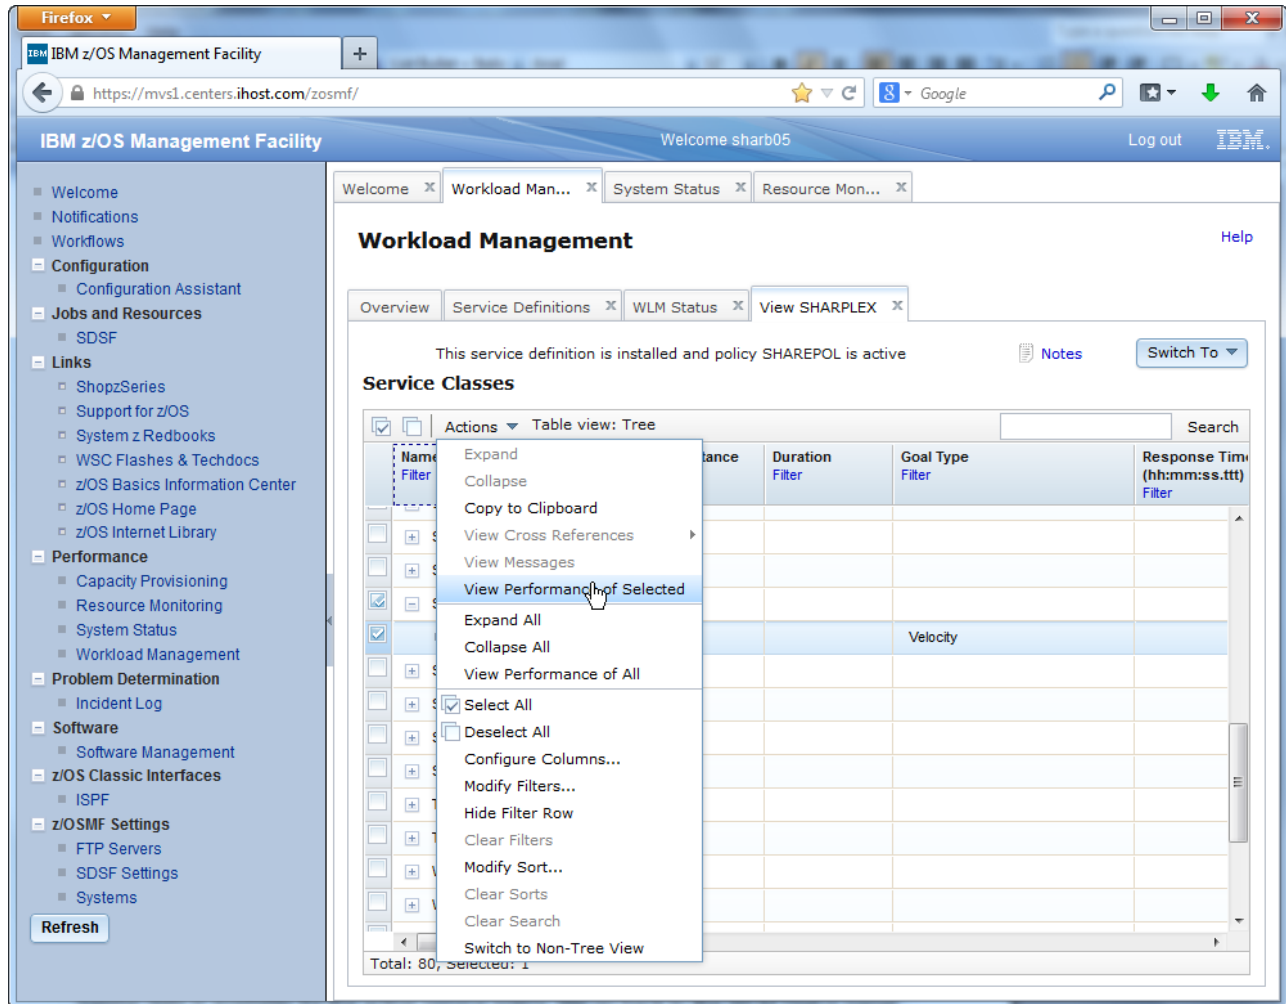 Firefox
IBM IBM z/OS Management Facility
https://mvs1.centers.ihost.com/zosmf/
Google
IBM z/OS Management Facility
Welcome sharb05
Log out
IBM.
Welcome
Notifications
Workflows
Configuration
Configuration Assistant
Jobs and Resources
SDSF
Links
ShopzSeries
Support for z/OS
System z Redbooks
WSC Flashes & Techdocs
z/OS Basics Information Center
z/OS Home Page
z/OS Internet Library
Performance
Capacity Provisioning
Resource Monitoring
System Status
Workload Management
Problem Determination
Incident Log
Software
Software Management
z/OS Classic Interfaces
ISPF
z/OSMF Settings
FTP Servers
SDSF Settings
Systems
Refresh
Welcome
Workload Man...
System Status
Resource Mon...
Workload Management
Help
Overview
Service Definitions
WLM Status
View SHARPLEX
This service definition is installed and policy SHAREPOL is active
Notes
Switch To
Service Classes
Actions
Table view: Tree
Search
Name
Filter
tance
Duration
Filter
Goal Type
Filter
Response Time
(hh:mm:ss.ttt)
Filter
Velocity
Expand
Collapse
Copy to Clipboard
View Cross References
View Messages
View Performance of Selected
Expand All
Collapse All
View Performance of All
Select All
Deselect All
Configure Columns...
Modify Filters...
Hide Filter Row
Clear Filters
Modify Sort...
Clear Sorts
Clear Search
Switch to Non-Tree View
Total: 80, Selected: 1